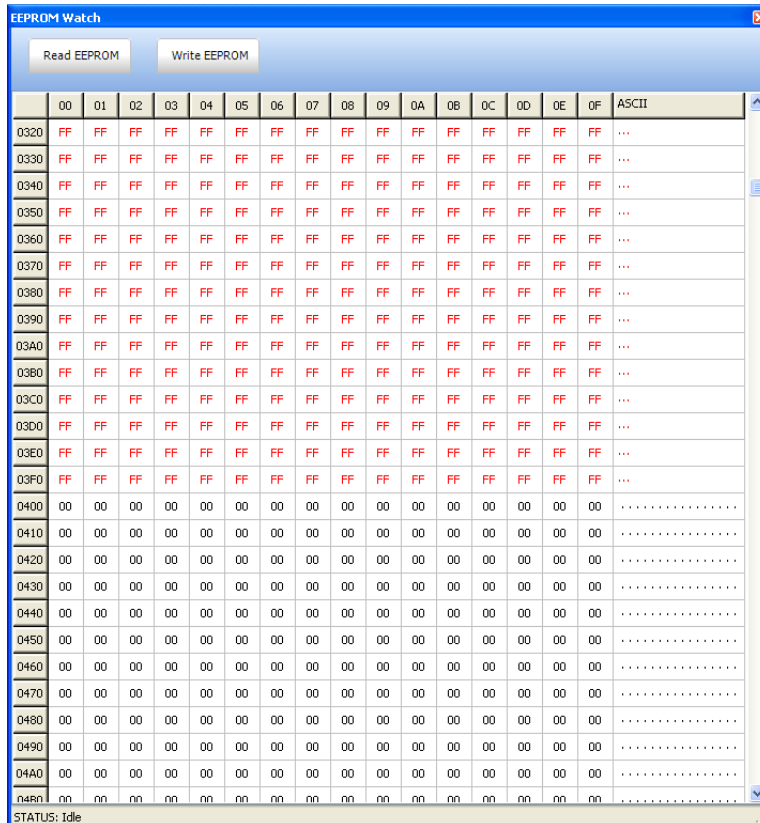 EEPROM Watch
Read EEPROM Write EEPROM
00 01 02 03 04 05 06 07 08 09 0A 0B 0C 0D 0E 0F ASCII
0320 FF FF FF FF FF FF FF FF FF FF FF FF FF FF FF FF ...
0330 FF FF FF FF FF FF FF FF FF FF FF FF FF FF FF FF ...
0340 FF FF FF FF FF FF FF FF FF FF FF FF FF FF FF FF ...
0350 FF FF FF FF FF FF FF FF FF FF FF FF FF FF FF FF ...
0360 FF FF FF FF FF FF FF FF FF FF FF FF FF FF FF FF ...
0370 FF FF FF FF FF FF FF FF FF FF FF FF FF FF FF FF ...
0380 FF FF FF FF FF FF FF FF FF FF FF FF FF FF FF FF ...
0390 FF FF FF FF FF FF FF FF FF FF FF FF FF FF FF FF ...
03A0 FF FF FF FF FF FF FF FF FF FF FF FF FF FF FF FF ...
03B0 FF FF FF FF FF FF FF FF FF FF FF FF FF FF FF FF ...
03C0 FF FF FF FF FF FF FF FF FF FF FF FF FF FF FF FF ...
03D0 FF FF FF FF FF FF FF FF FF FF FF FF FF FF FF FF ...
03E0 FF FF FF FF FF FF FF FF FF FF FF FF FF FF FF FF ...
03F0 FF FF FF FF FF FF FF FF FF FF FF FF FF FF FF FF ...
0400 00 00 00 00 00 00 00 00 00 00 00 00 00 00 00 00 ................
0410 00 00 00 00 00 00 00 00 00 00 00 00 00 00 00 00 ................
0420 00 00 00 00 00 00 00 00 00 00 00 00 00 00 00 00 ................
0430 00 00 00 00 00 00 00 00 00 00 00 00 00 00 00 00 ................
0440 00 00 00 00 00 00 00 00 00 00 00 00 00 00 00 00 ................
0450 00 00 00 00 00 00 00 00 00 00 00 00 00 00 00 00 ................
0460 00 00 00 00 00 00 00 00 00 00 00 00 00 00 00 00 ................
0470 00 00 00 00 00 00 00 00 00 00 00 00 00 00 00 00 ................
0480 00 00 00 00 00 00 00 00 00 00 00 00 00 00 00 00 ................
0490 00 00 00 00 00 00 00 00 00 00 00 00 00 00 00 00 ................
04A0 00 00 00 00 00 00 00 00 00 00 00 00 00 00 00 00 ................
04B0 00 00 00 00 00 00 00 00 00 00 00 00 00 00 00 00 ................
STATUS: Idle